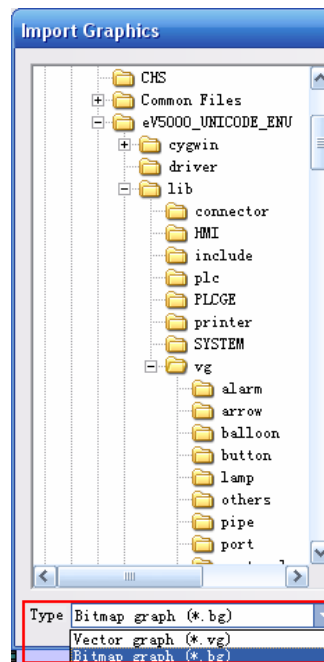 Import Graphics
CHS
Common Files
eV5000_UNICODE_ENU
cygwin
driver
lib
connector
HMI
include
plc
PLCGE
printer
SYSTEM
vg
alarm
arrow
balloon
button
lamp
others
pipe
port
Type Bitmap graph (*.bg)
Vector graph (*.vg)
Bitmap graph (*.bg)